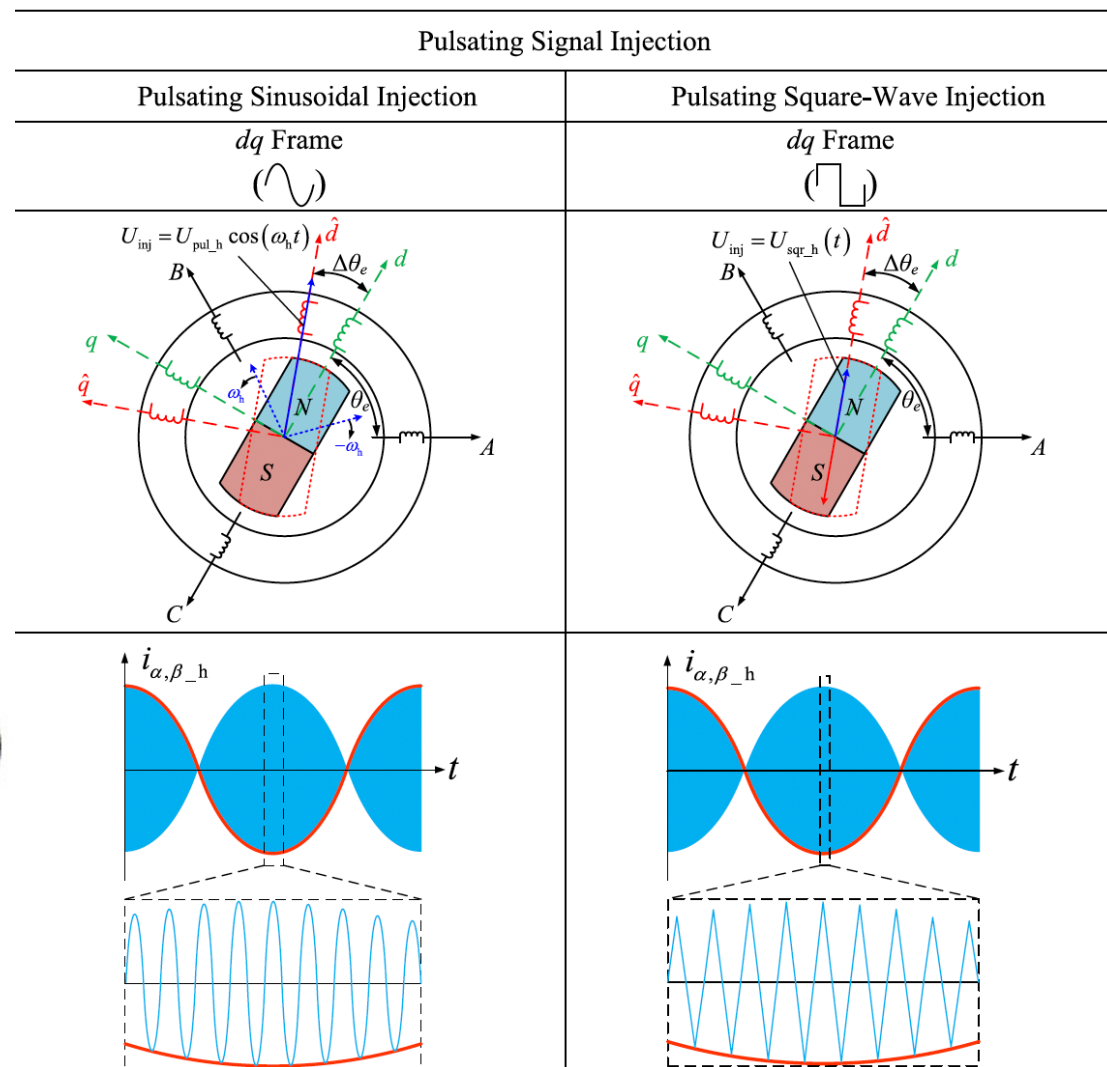 Pulsating Signal Injection
Pulsating Sinusoidal Injection
Pulsating Square-Wave Injection
dq Frame
( )
dq Frame
( )
U_inj = U_pul_h cos(ω_h t)
d̂
Δθ_e
d
B
q
q̂
ω_h
N
θ_e
-ω_h
A
S
C
U_inj = U_sqr_h (t)
d̂
Δθ_e
d
B
q
q̂
N
θ_e
A
S
C
i_α,β_h
t
i_α,β_h
t